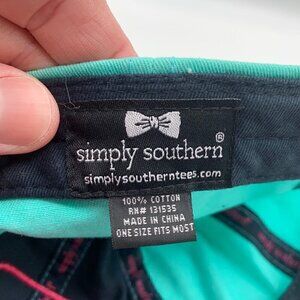 simply southern®
simplysoutherntees.com
100% COTTON
RN# 131535
MADE IN CHINA
ONE SIZE FITS MOST